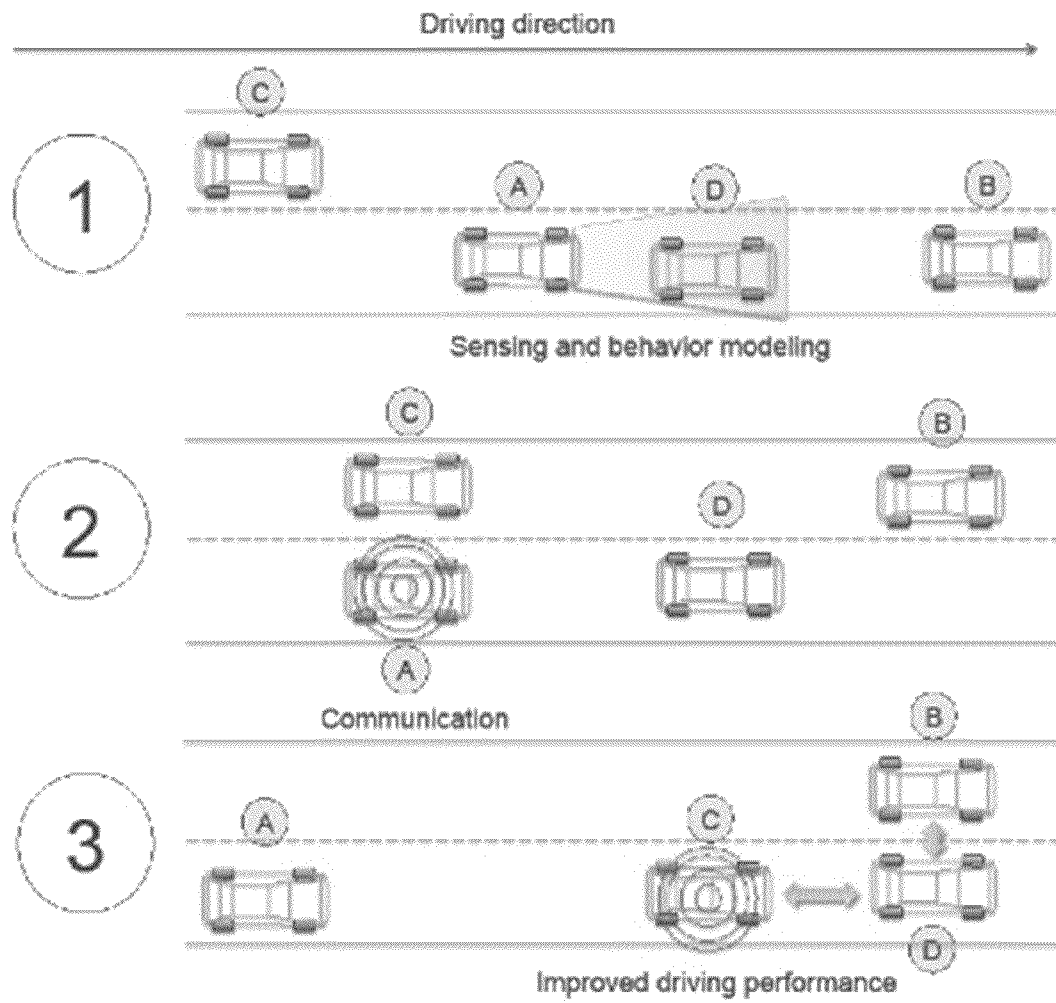 Driving direction
C
1
A
D
B
Sensing and behavior modeling
C
B
2
D
A
Communication
B
3
A
C
D
Improved driving performance